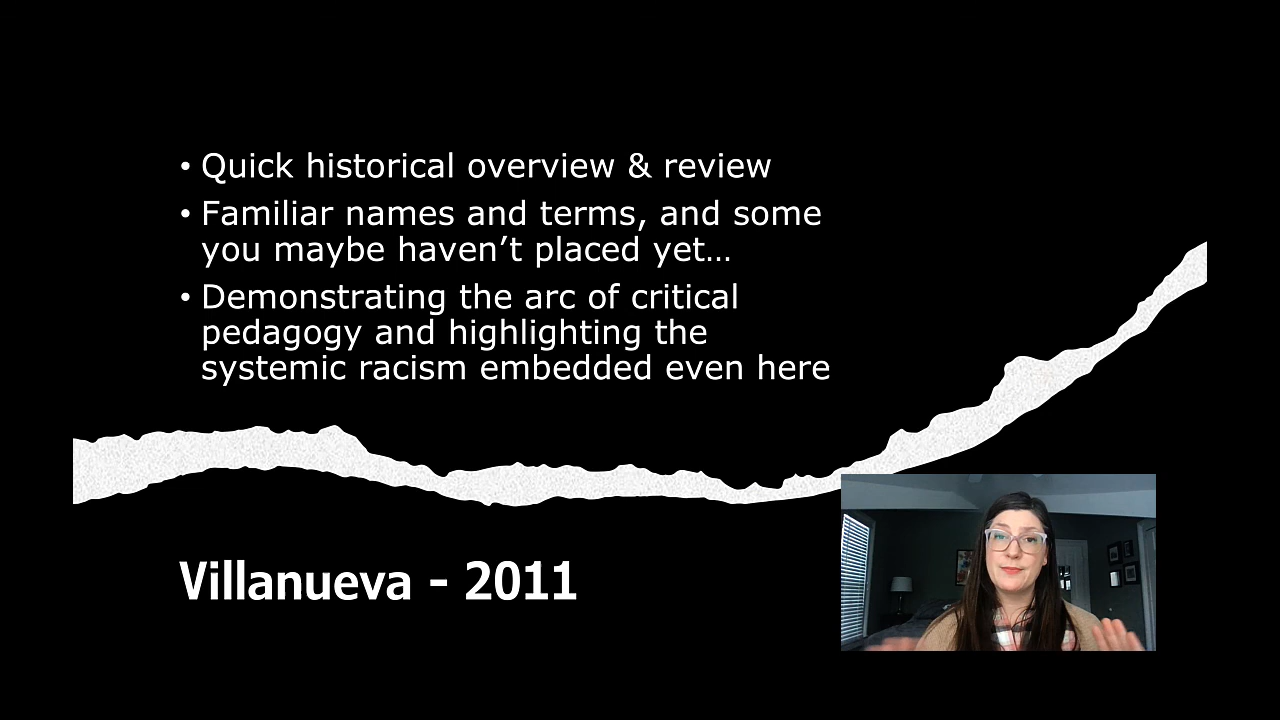 • Quick historical overview & review
• Familiar names and terms, and some
you maybe haven’t placed yet…
• Demonstrating the arc of critical
pedagogy and highlighting the
systemic racism embedded even here
Villanueva - 2011